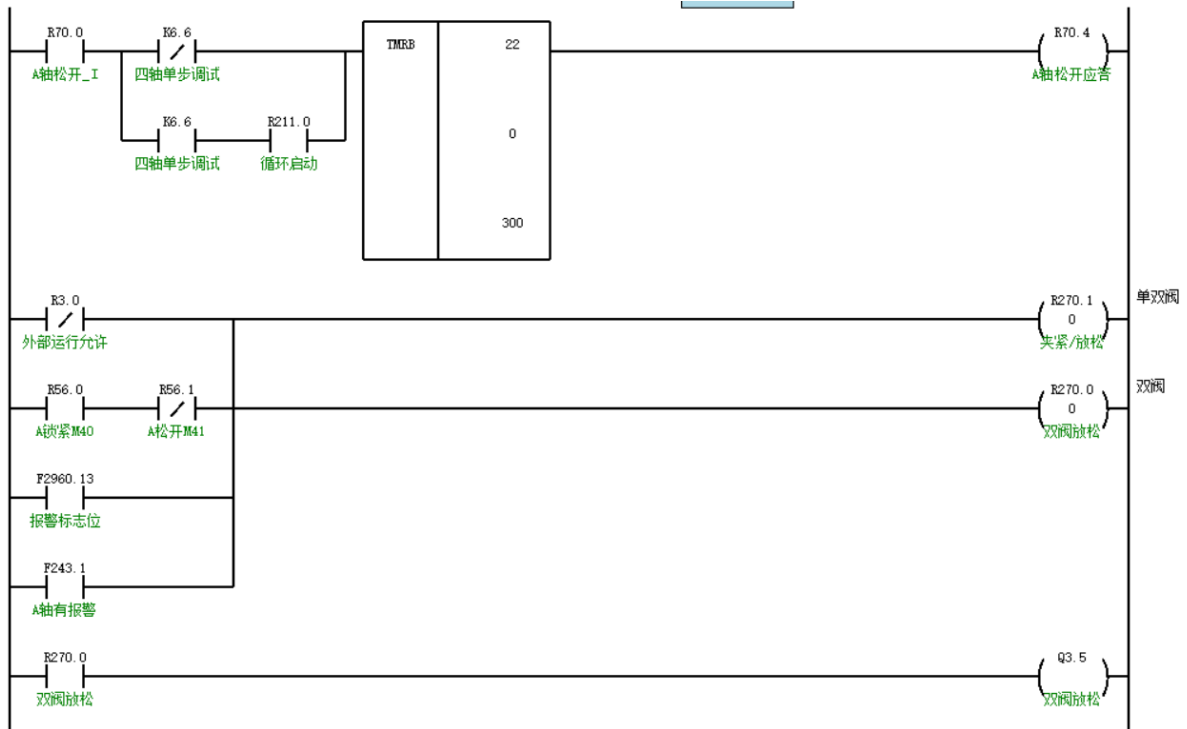 R70.0 K6.6 TMRB 22 R70.4
A轴松开_I 四轴单步调试 A轴松开应答
K6.6 R211.0 0
四轴单步调试 循环启动
300
R3.0 R270.1 单双阀
0
外部运行允许 夹紧/放松
R56.0 R56.1 R270.0 双阀
0
A锁紧M40 A松开M41 双阀放松
F2960.13
报警标志位
F243.1
A轴有报警
R270.0 Q3.5
双阀放松 双阀放松